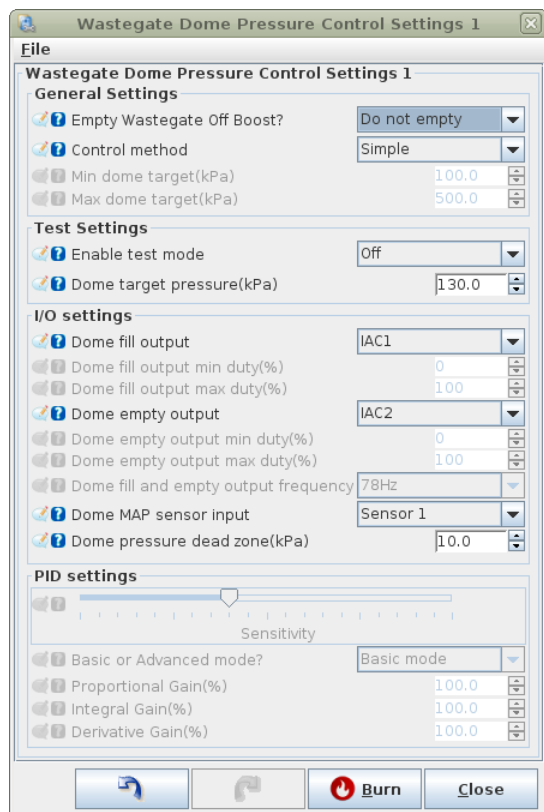 Wastegate Dome Pressure Control Settings 1
File
Wastegate Dome Pressure Control Settings 1
General Settings
Empty Wastegate Off Boost? Do not empty
Control method Simple
Min dome target(kPa) 100.0
Max dome target(kPa) 500.0
Test Settings
Enable test mode Off
Dome target pressure(kPa) 130.0
I/O settings
Dome fill output IAC1
Dome fill output min duty(%) 0
Dome fill output max duty(%) 100
Dome empty output IAC2
Dome empty output min duty(%) 0
Dome empty output max duty(%) 100
Dome fill and empty output frequency 78Hz
Dome MAP sensor input Sensor 1
Dome pressure dead zone(kPa) 10.0
PID settings
Sensitivity
Basic or Advanced mode? Basic mode
Proportional Gain(%) 100.0
Integral Gain(%) 100.0
Derivative Gain(%) 100.0
Burn Close